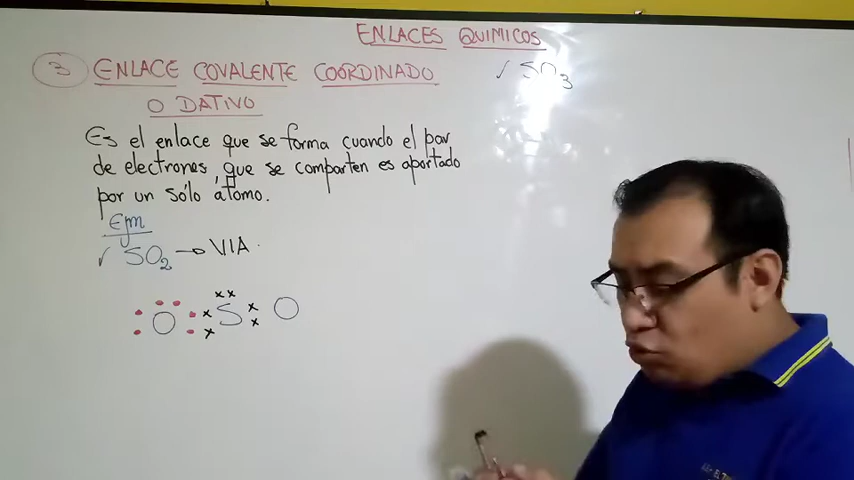 ENLACES QUIMICOS
3 ENLACE COVALENTE COORDINADO
O DATIVO
✓ SO3
Es el enlace que se forma cuando el par
de electrones, que se comparten es aportado
por un sólo átomo.
Ejm
✓ SO2 → VIA.
O S O